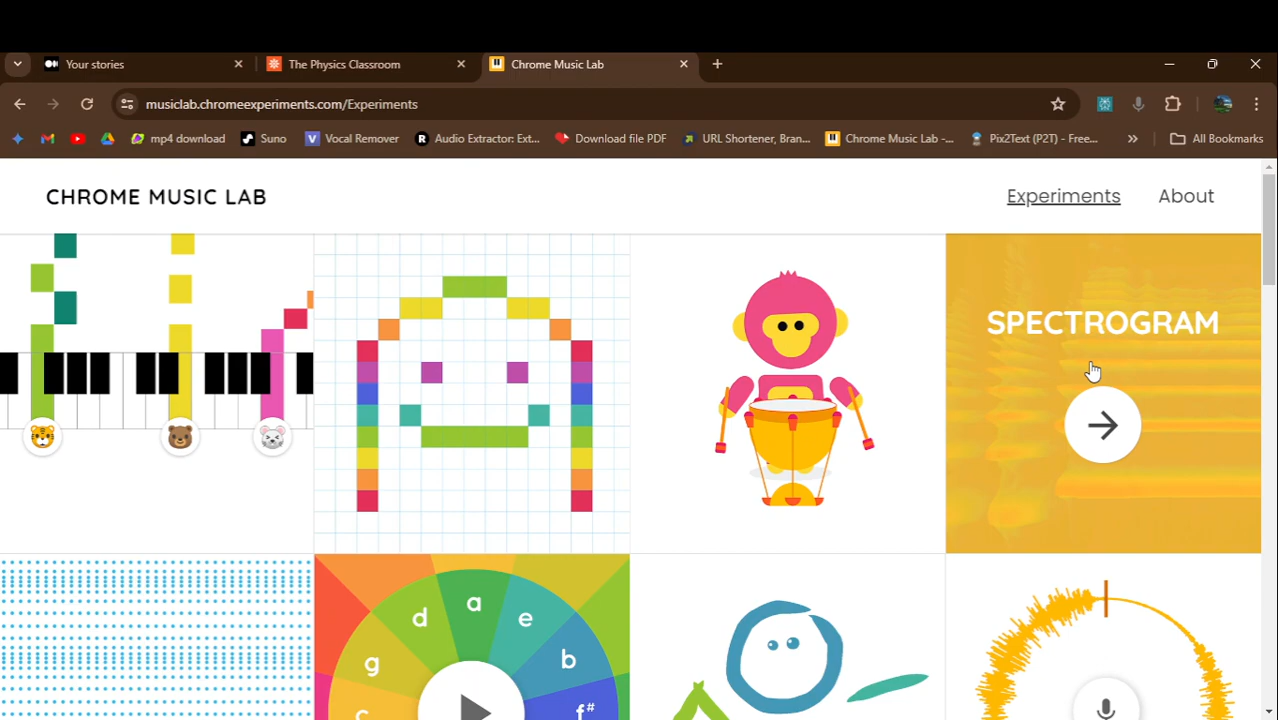 Your stories
The Physics Classroom
Chrome Music Lab
musiclab.chromeexperiments.com/Experiments
mp4 download
Suno
V Vocal Remover
R Audio Extractor: Ext...
Download file PDF
URL Shortener, Bran...
Chrome Music Lab -...
Pix2Text (P2T) - Free...
»
All Bookmarks
CHROME MUSIC LAB
Experiments
About
SPECTROGRAM
d
a
e
g
b
c
f#